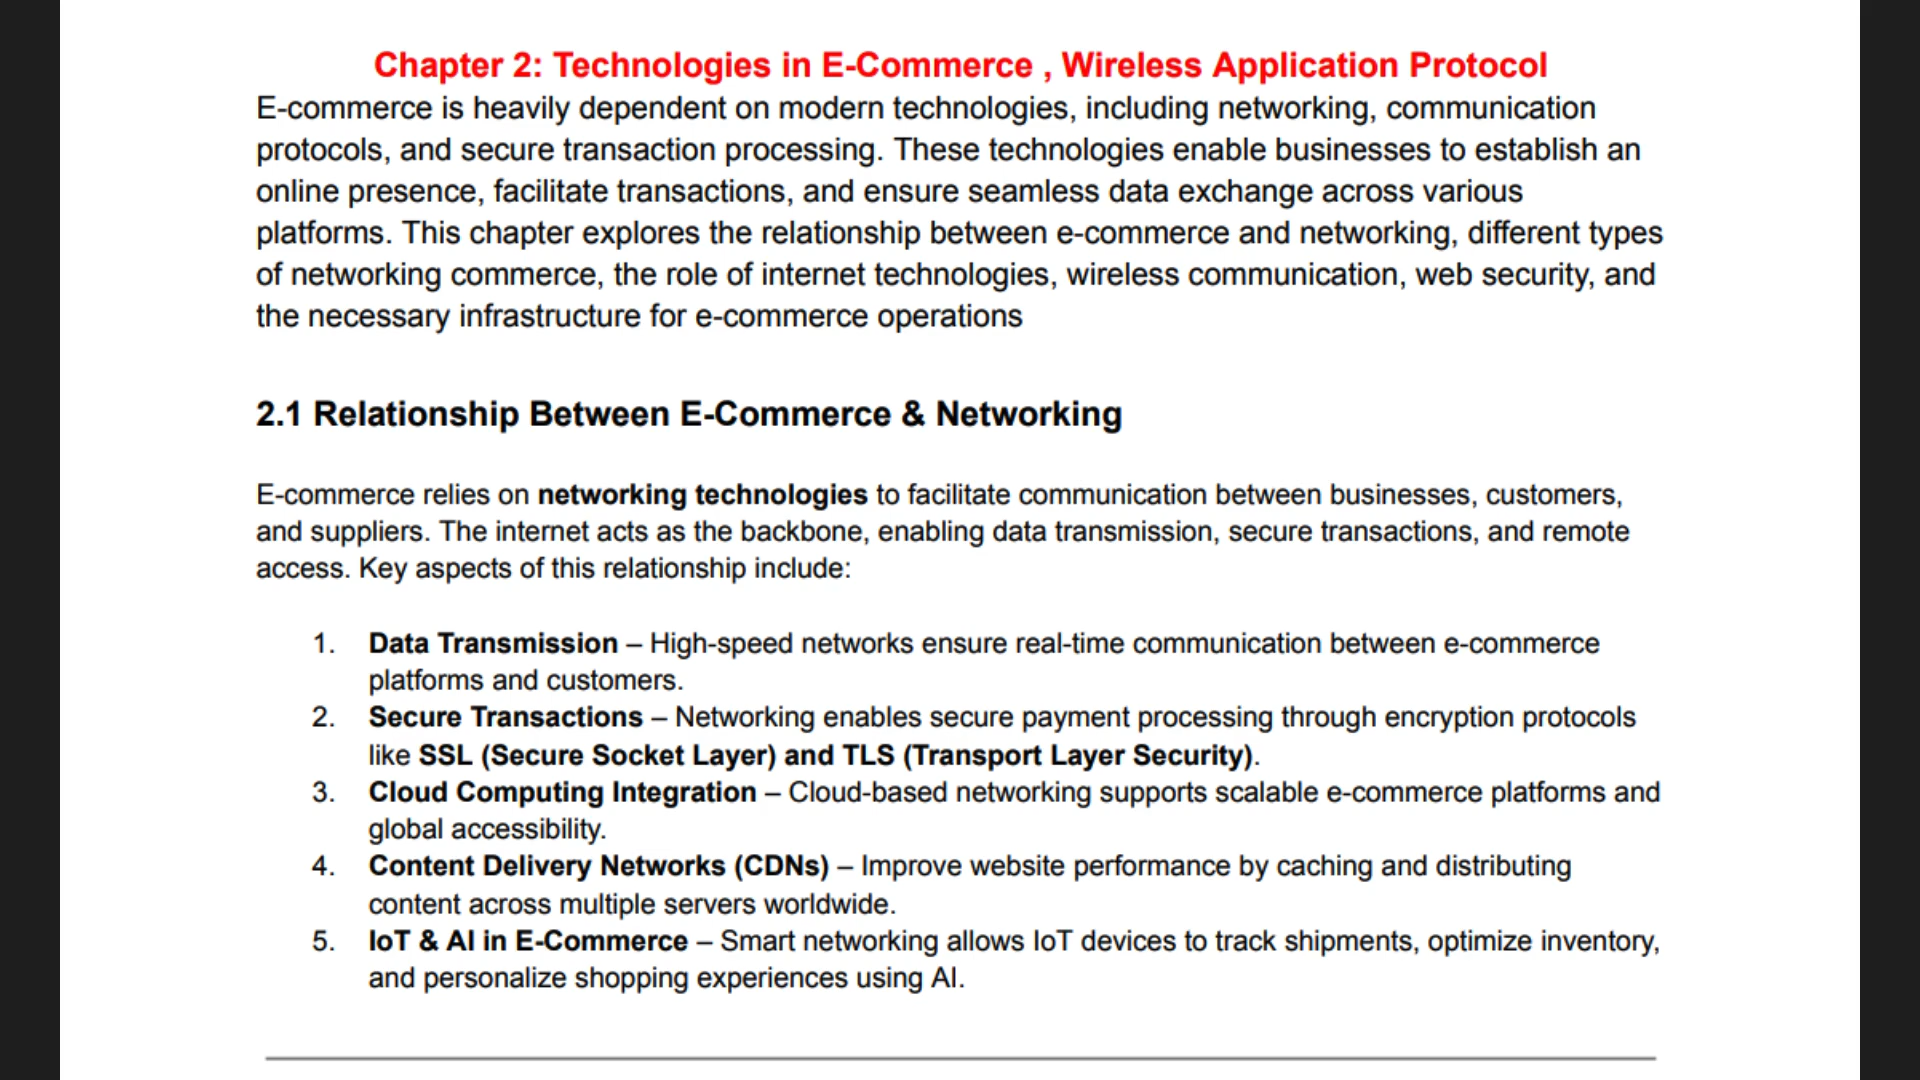 Chapter 2: Technologies in E-Commerce , Wireless Application Protocol
E-commerce is heavily dependent on modern technologies, including networking, communication
protocols, and secure transaction processing. These technologies enable businesses to establish an
online presence, facilitate transactions, and ensure seamless data exchange across various
platforms. This chapter explores the relationship between e-commerce and networking, different types
of networking commerce, the role of internet technologies, wireless communication, web security, and
the necessary infrastructure for e-commerce operations
2.1 Relationship Between E-Commerce & Networking
E-commerce relies on networking technologies to facilitate communication between businesses, customers,
and suppliers. The internet acts as the backbone, enabling data transmission, secure transactions, and remote
access. Key aspects of this relationship include:
1. Data Transmission – High-speed networks ensure real-time communication between e-commerce
platforms and customers.
2. Secure Transactions – Networking enables secure payment processing through encryption protocols
like SSL (Secure Socket Layer) and TLS (Transport Layer Security).
3. Cloud Computing Integration – Cloud-based networking supports scalable e-commerce platforms and
global accessibility.
4. Content Delivery Networks (CDNs) – Improve website performance by caching and distributing
content across multiple servers worldwide.
5. IoT & AI in E-Commerce – Smart networking allows IoT devices to track shipments, optimize inventory,
and personalize shopping experiences using AI.